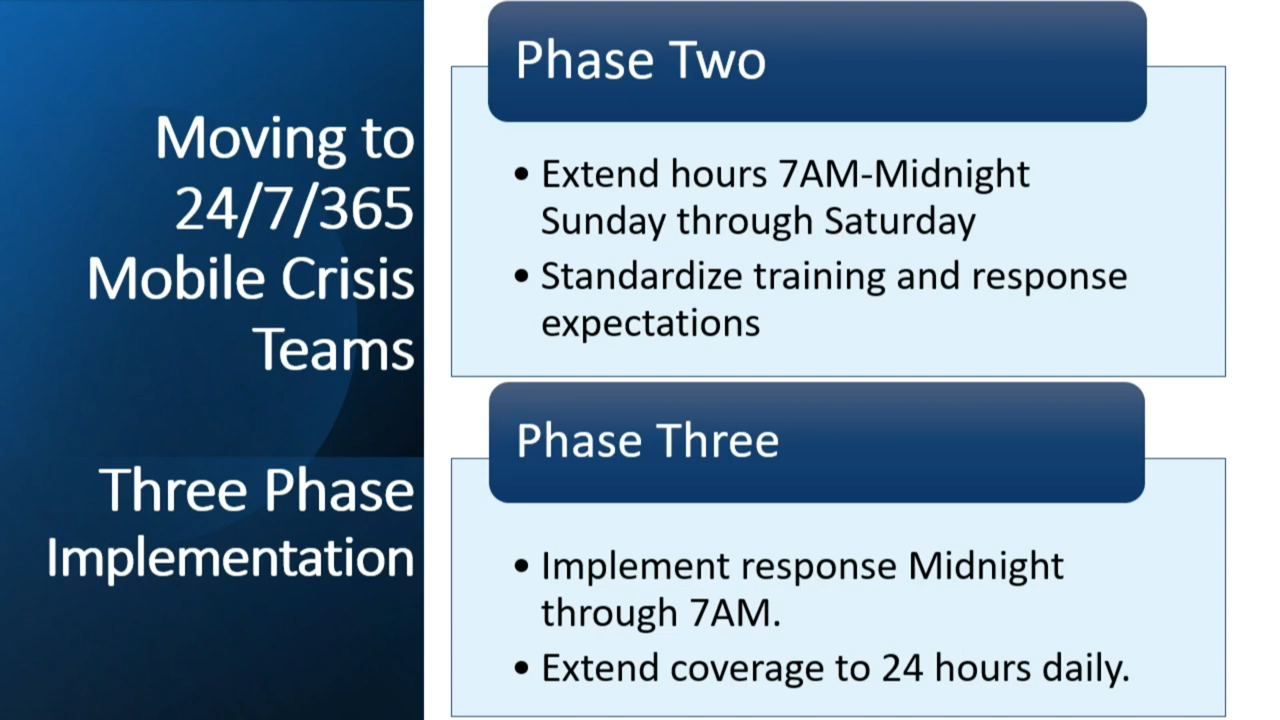 Moving to
24/7/365
Mobile Crisis
Teams
Three Phase
Implementation
Phase Two
• Extend hours 7AM-Midnight
Sunday through Saturday
• Standardize training and response
expectations
Phase Three
• Implement response Midnight
through 7AM.
• Extend coverage to 24 hours daily.